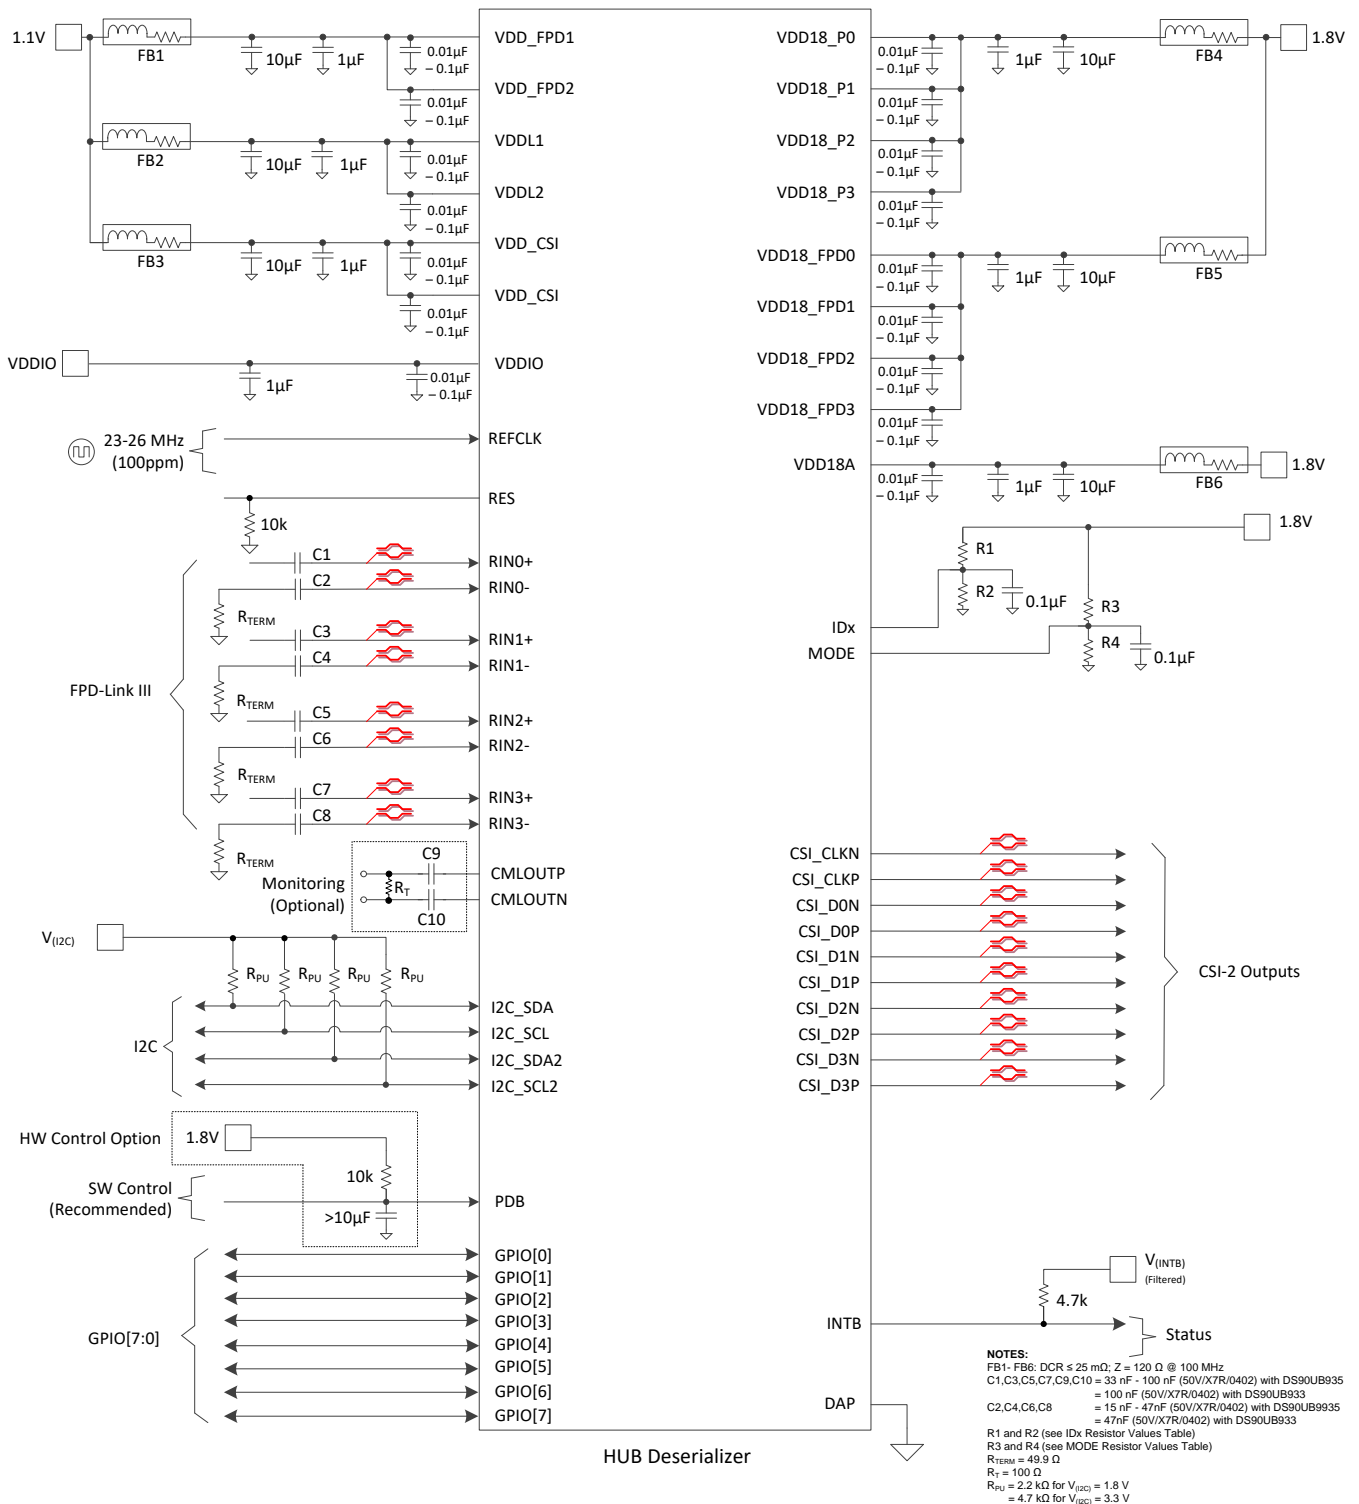 1.1V
FB1
10µF
1µF
0.01µF
– 0.1µF
VDD_FPD1
0.01µF
– 0.1µF
VDD_FPD2
FB2
10µF
1µF
0.01µF
– 0.1µF
VDDL1
0.01µF
– 0.1µF
VDDL2
FB3
10µF
1µF
0.01µF
– 0.1µF
VDD_CSI
0.01µF
– 0.1µF
VDD_CSI
VDDIO
1µF
0.01µF
– 0.1µF
VDDIO
23-26 MHz
(100ppm)
REFCLK
RES
10k
FPD-Link III
C1
RIN0+
C2
RIN0-
RTERM
C3
RIN1+
C4
RIN1-
RTERM
C5
RIN2+
C6
RIN2-
RTERM
C7
RIN3+
C8
RIN3-
RTERM
Monitoring
(Optional)
C9
RT
C10
CMLOUTP
CMLOUTN
V(I2C)
RPU
RPU
RPU
RPU
I2C
I2C_SDA
I2C_SCL
I2C_SDA2
I2C_SCL2
HW Control Option
1.8V
10k
SW Control
(Recommended)
>10µF
PDB
GPIO[7:0]
GPIO[0]
GPIO[1]
GPIO[2]
GPIO[3]
GPIO[4]
GPIO[5]
GPIO[6]
GPIO[7]
HUB Deserializer
VDD18_P0
0.01µF
– 0.1µF
1µF
10µF
FB4
1.8V
VDD18_P1
0.01µF
– 0.1µF
VDD18_P2
0.01µF
– 0.1µF
VDD18_P3
0.01µF
– 0.1µF
VDD18_FPD0
0.01µF
– 0.1µF
1µF
10µF
FB5
VDD18_FPD1
0.01µF
– 0.1µF
VDD18_FPD2
0.01µF
– 0.1µF
VDD18_FPD3
0.01µF
– 0.1µF
VDD18A
0.01µF
– 0.1µF
1µF
10µF
FB6
1.8V
1.8V
R1
R2
0.1µF
R3
R4
0.1µF
IDx
MODE
CSI_CLKN
CSI_CLKP
CSI_D0N
CSI_D0P
CSI_D1N
CSI_D1P
CSI_D2N
CSI_D2P
CSI_D3N
CSI_D3P
CSI-2 Outputs
V(INTB)
(Filtered)
4.7k
INTB
Status
DAP
NOTES:
FB1- FB6: DCR ≤ 25 mΩ; Z = 120 Ω @ 100 MHz
C1,C3,C5,C7,C9,C10 = 33 nF - 100 nF (50V/X7R/0402) with DS90UB935
= 100 nF (50V/X7R/0402) with DS90UB933
C2,C4,C6,C8 = 15 nF - 47nF (50V/X7R/0402) with DS90UB9935
= 47nF (50V/X7R/0402) with DS90UB933
R1 and R2 (see IDx Resistor Values Table)
R3 and R4 (see MODE Resistor Values Table)
RTERM = 49.9 Ω
RT = 100 Ω
RPU = 2.2 kΩ for V(I2C) = 1.8 V
= 4.7 kΩ for V(I2C) = 3.3 V